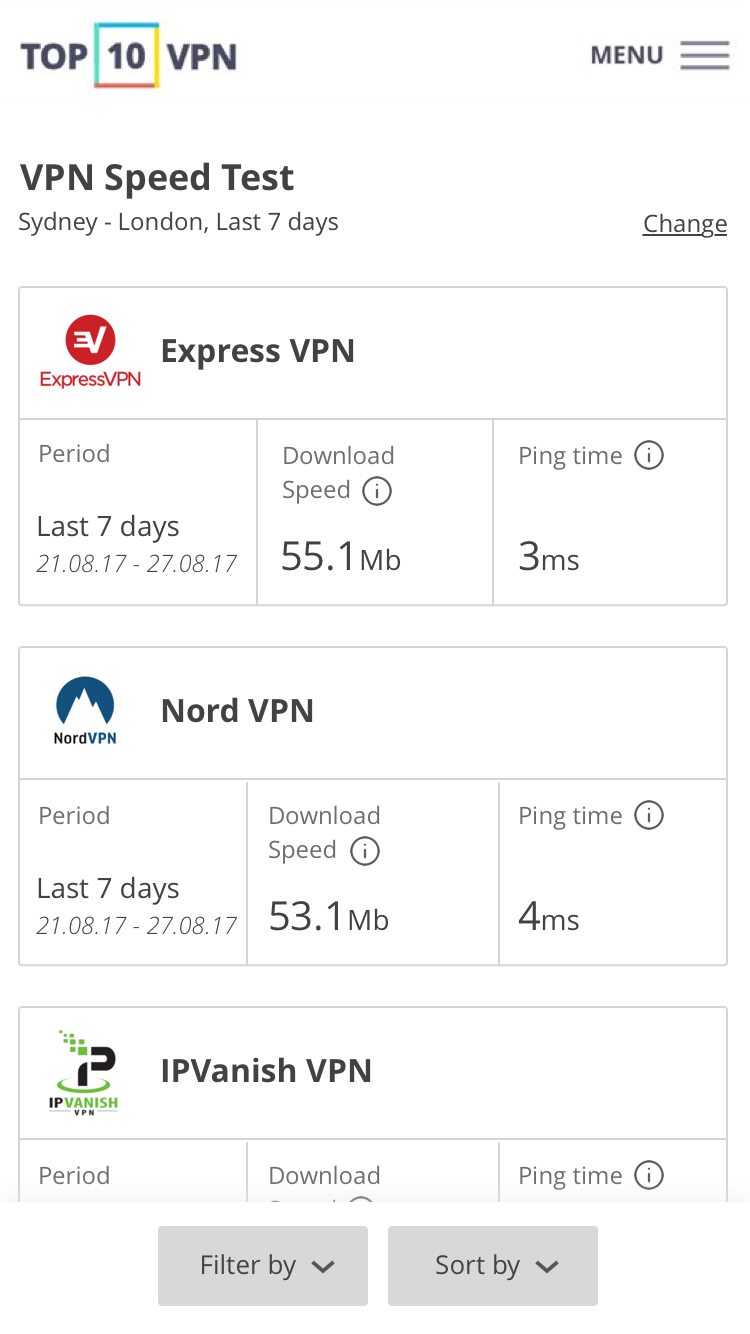 TOP 10 VPN
MENU
VPN Speed Test
Sydney - London, Last 7 days
Change
ExpressVPN
Express VPN
Period
Download
Speed
Ping time
Last 7 days
21.08.17 - 27.08.17
55.1Mb
3ms
NordVPN
Nord VPN
Period
Download
Speed
Ping time
Last 7 days
21.08.17 - 27.08.17
53.1Mb
4ms
IPVANISH
VPN
IPVanish VPN
Period
Download
Ping time
Filter by
Sort by